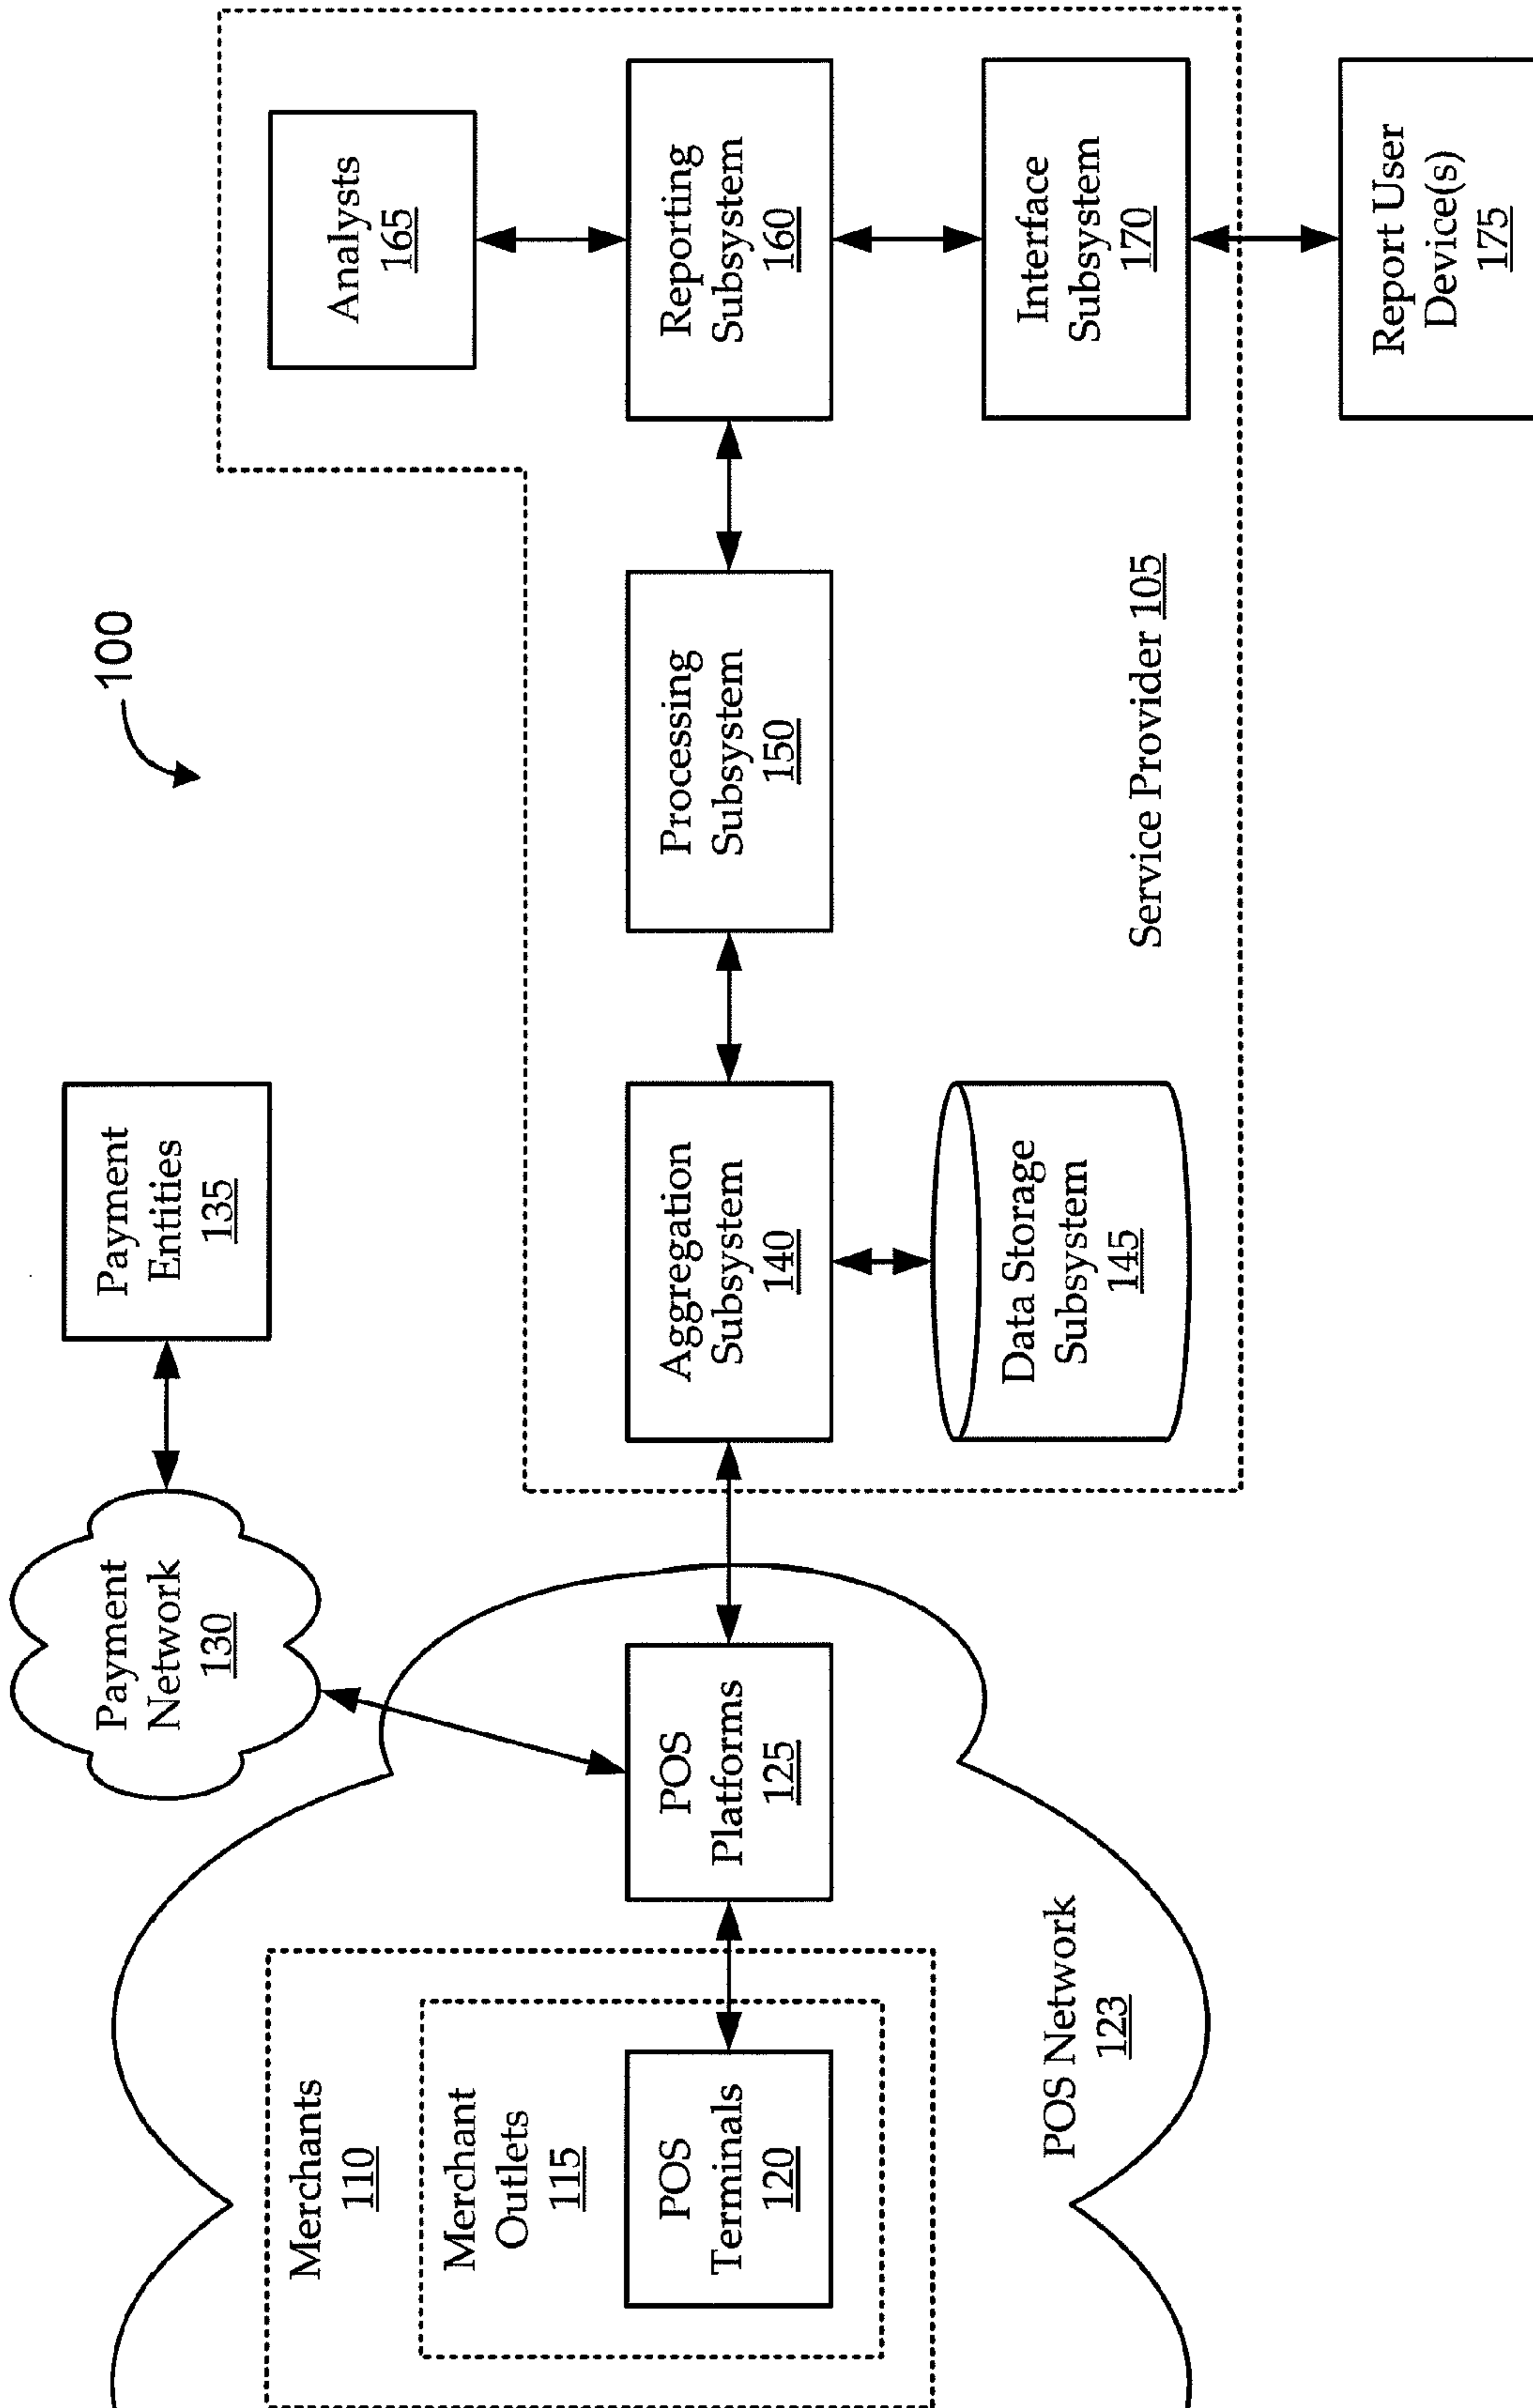 100
Payment
Network
130
Payment
Entities
135
Merchants
110
Merchant
Outlets
115
POS
Terminals
120
POS
Platforms
125
POS Network
123
Aggregation
Subsystem
140
Data Storage
Subsystem
145
Processing
Subsystem
150
Analysts
165
Reporting
Subsystem
160
Interface
Subsystem
170
Service Provider 105
Report User
Device(s)
175